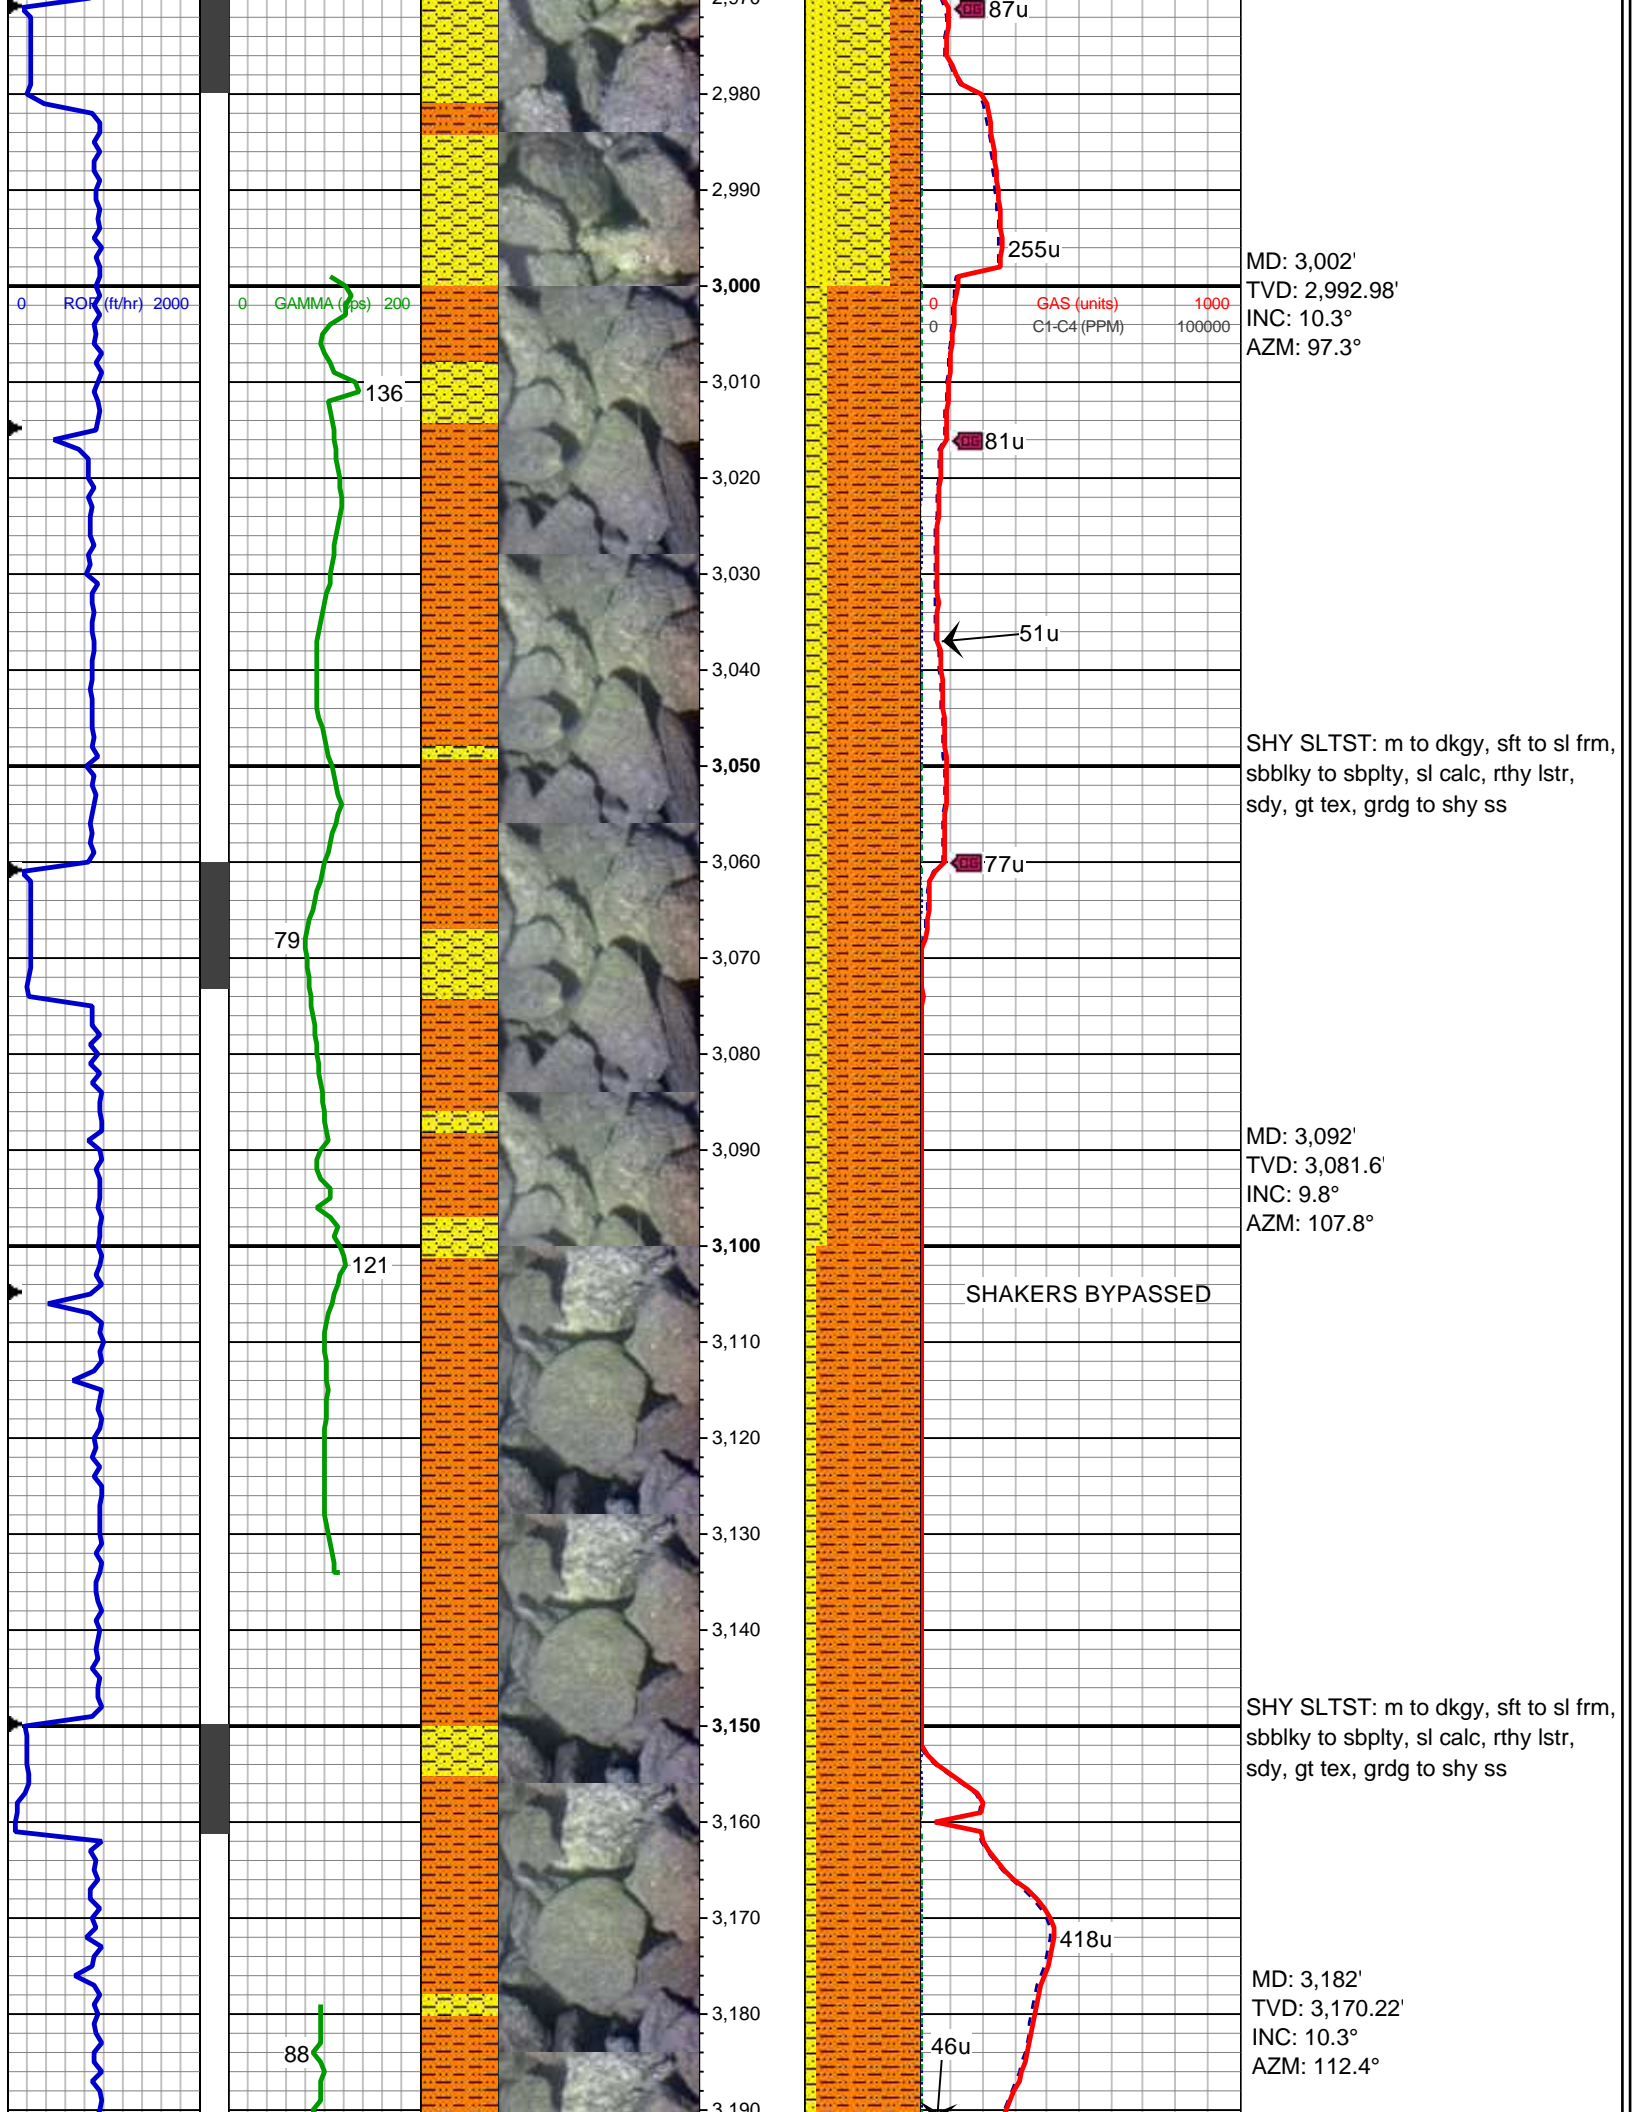 2,970
87u
2,980
2,990
255u
MD: 3,002'
TVD: 2,992.98'
INC: 10.3°
AZM: 97.3°
3,000
0 ROP (ft/hr) 2000
0 GAMMA (cps) 200
0 GAS (units) 1000
0 C1-C4 (PPM) 100000
3,010
136
CG 81u
3,020
3,030
51u
3,040
SHY SLTST: m to dkgy, sft to sl frm,
sbblky to sbplty, sl calc, rthy lstr,
sdy, gt tex, grdg to shy ss
3,050
3,060
CG 77u
79
3,070
3,080
3,090
MD: 3,092'
TVD: 3,081.6'
INC: 9.8°
AZM: 107.8°
3,100
121
SHAKERS BYPASSED
3,110
3,120
3,130
3,140
3,150
SHY SLTST: m to dkgy, sft to sl frm,
sbblky to sbplty, sl calc, rthy lstr,
sdy, gt tex, grdg to shy ss
3,160
3,170
418u
3,180
MD: 3,182'
TVD: 3,170.22'
INC: 10.3°
AZM: 112.4°
88
46u
3,190